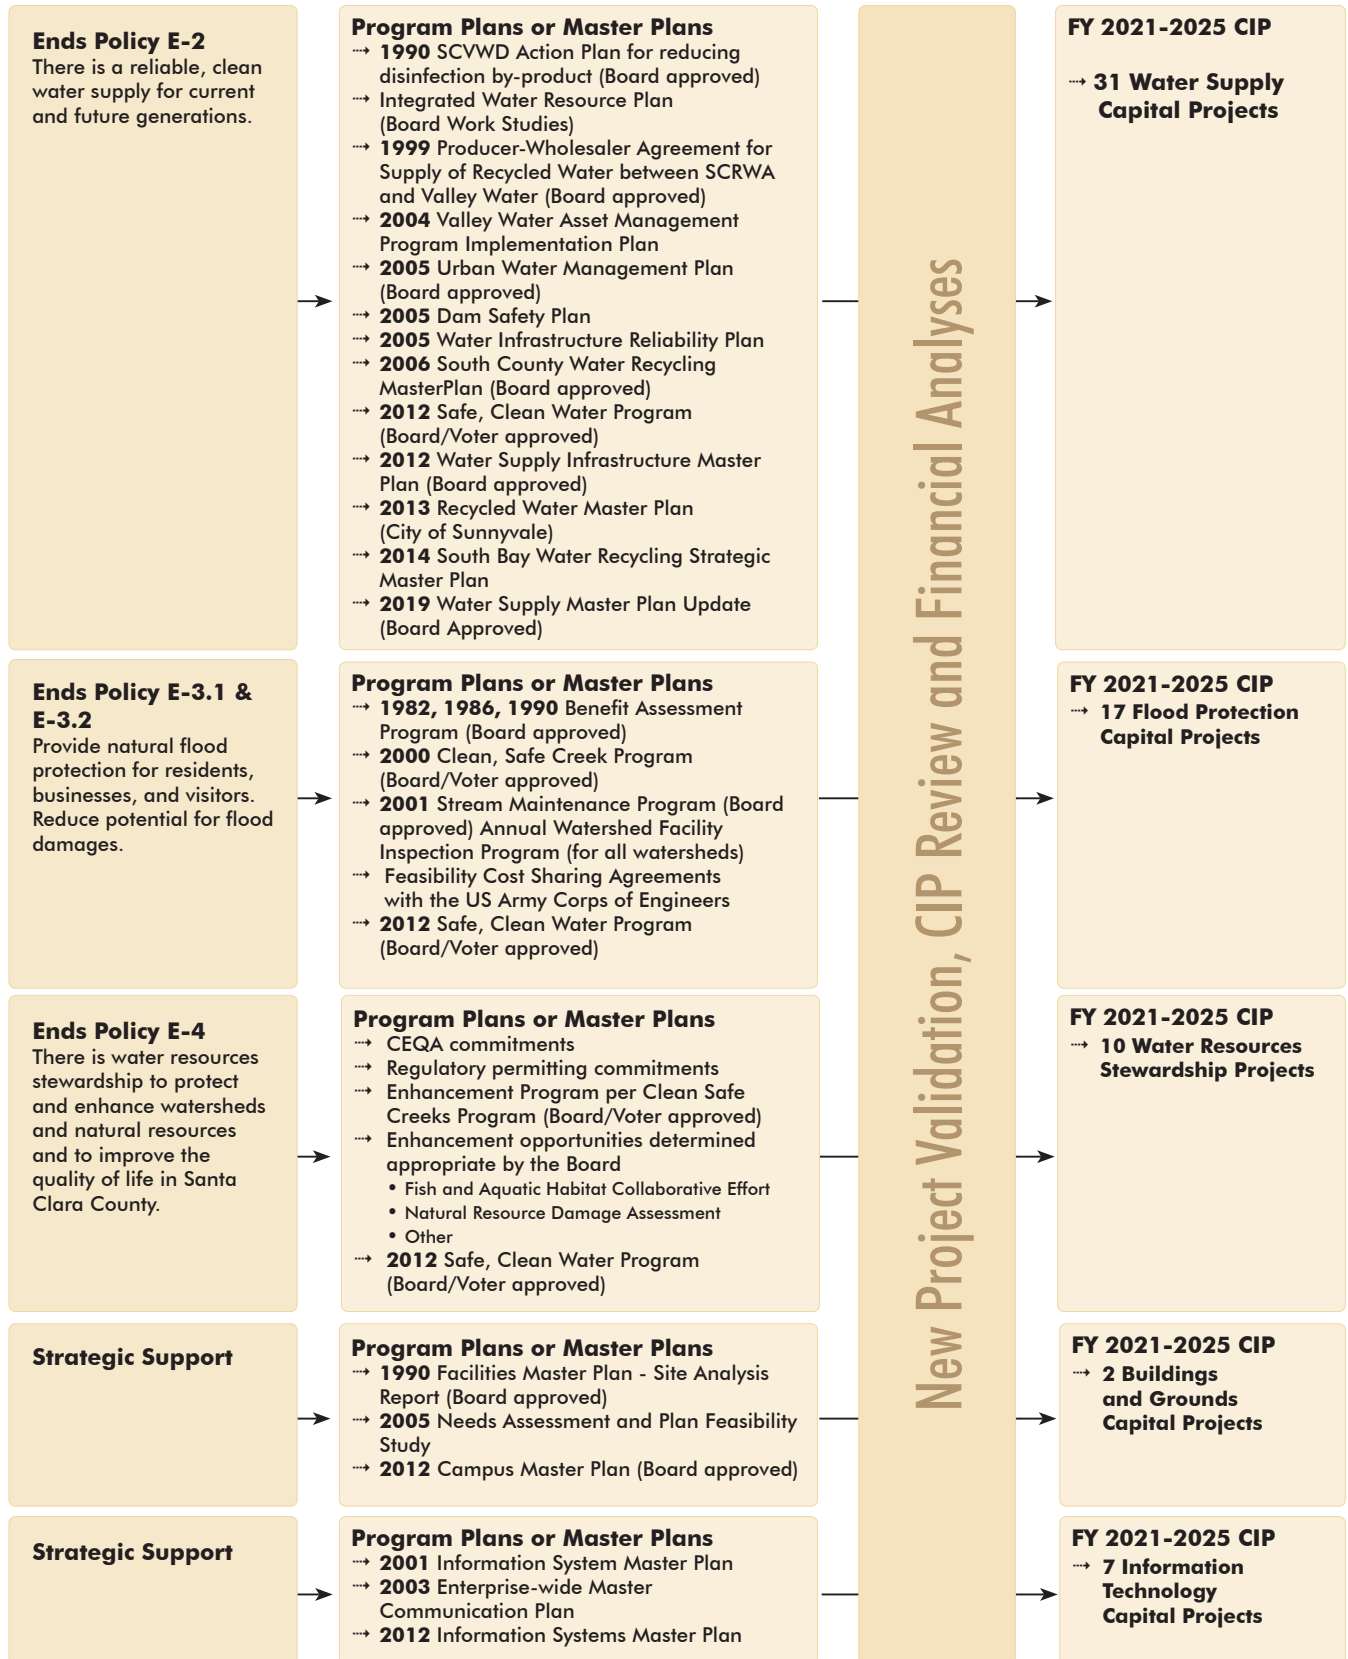 Ends Policy E-2
There is a reliable, clean
water supply for current
and future generations.
Program Plans or Master Plans
1990 SCVWD Action Plan for reducing
disinfection by-product (Board approved)
Integrated Water Resource Plan
(Board Work Studies)
1999 Producer-Wholesaler Agreement for
Supply of Recycled Water between SCRWA
and Valley Water (Board approved)
2004 Valley Water Asset Management
Program Implementation Plan
2005 Urban Water Management Plan
(Board approved)
2005 Dam Safety Plan
2005 Water Infrastructure Reliability Plan
2006 South County Water Recycling
MasterPlan (Board approved)
2012 Safe, Clean Water Program
(Board/Voter approved)
2012 Water Supply Infrastructure Master
Plan (Board approved)
2013 Recycled Water Master Plan
(City of Sunnyvale)
2014 South Bay Water Recycling Strategic
Master Plan
2019 Water Supply Master Plan Update
(Board Approved)
New Project Validation, CIP Review and Financial Analyses
FY 2021-2025 CIP
31 Water Supply
Capital Projects
Ends Policy E-3.1 &
E-3.2
Provide natural flood
protection for residents,
businesses, and visitors.
Reduce potential for flood
damages.
Program Plans or Master Plans
1982, 1986, 1990 Benefit Assessment
Program (Board approved)
2000 Clean, Safe Creek Program
(Board/Voter approved)
2001 Stream Maintenance Program (Board
approved) Annual Watershed Facility
Inspection Program (for all watersheds)
Feasibility Cost Sharing Agreements
with the US Army Corps of Engineers
2012 Safe, Clean Water Program
(Board/Voter approved)
FY 2021-2025 CIP
17 Flood Protection
Capital Projects
Ends Policy E-4
There is water resources
stewardship to protect
and enhance watersheds
and natural resources
and to improve the
quality of life in Santa
Clara County.
Program Plans or Master Plans
CEQA commitments
Regulatory permitting commitments
Enhancement Program per Clean Safe
Creeks Program (Board/Voter approved)
Enhancement opportunities determined
appropriate by the Board
• Fish and Aquatic Habitat Collaborative Effort
• Natural Resource Damage Assessment
• Other
2012 Safe, Clean Water Program
(Board/Voter approved)
FY 2021-2025 CIP
10 Water Resources
Stewardship Projects
Strategic Support
Program Plans or Master Plans
1990 Facilities Master Plan - Site Analysis
Report (Board approved)
2005 Needs Assessment and Plan Feasibility
Study
2012 Campus Master Plan (Board approved)
FY 2021-2025 CIP
2 Buildings
and Grounds
Capital Projects
Strategic Support
Program Plans or Master Plans
2001 Information System Master Plan
2003 Enterprise-wide Master
Communication Plan
2012 Information Systems Master Plan
FY 2021-2025 CIP
7 Information
Technology
Capital Projects